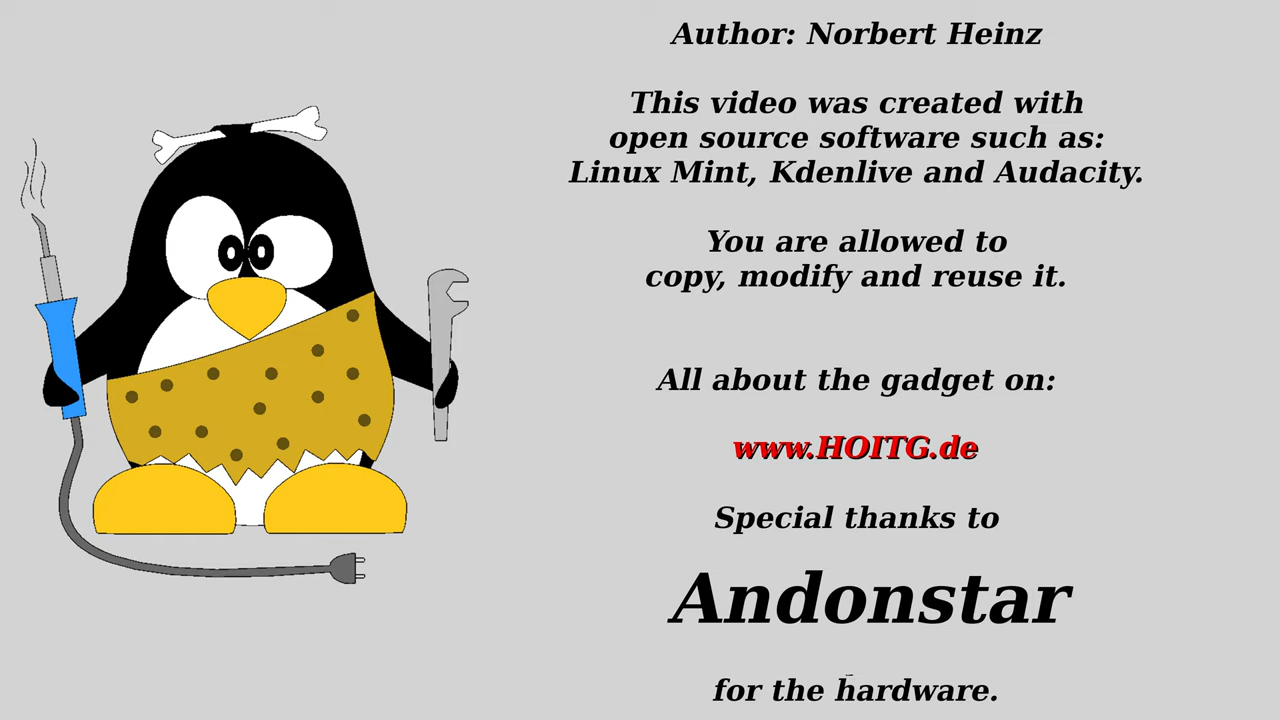 Author: Norbert Heinz
This video was created with
open source software such as:
Linux Mint, Kdenlive and Audacity.
You are allowed to
copy, modify and reuse it.
All about the gadget on:
www.HOITG.de
Special thanks to
Andonstar
for the hardware.